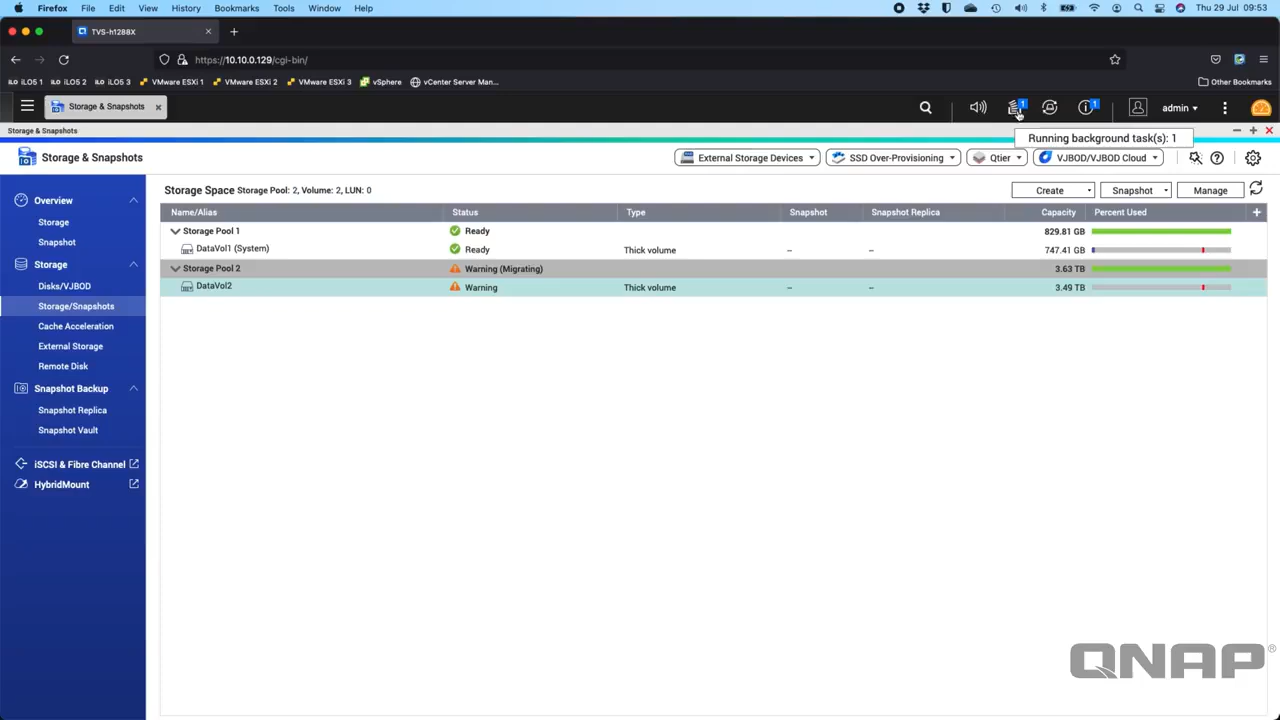 Firefox File Edit View History Bookmarks Tools Window Help Thu 29 Jul 09:53
TVS-h1288X
https://10.10.0.129/cgi-bin/
iLO5 1 iLO5 2 iLO5 3 VMware ESXi 1 VMware ESXi 2 VMware ESXi 3 vSphere vCenter Server Man... Other Bookmarks
Storage & Snapshots 1 1 admin
Storage & Snapshots
Running background task(s): 1
Storage & Snapshots External Storage Devices SSD Over-Provisioning Qtier VJBOD/VJBOD Cloud
Storage Space Storage Pool: 2, Volume: 2, LUN: 0 Create Snapshot Manage
Name/Alias Status Type Snapshot Snapshot Replica Capacity Percent Used
Storage Pool 1 Ready 829.81 GB
DataVol1 (System) Ready Thick volume -- -- 747.41 GB
Storage Pool 2 Warning (Migrating) 3.63 TB
DataVol2 Warning Thick volume -- -- 3.49 TB
Overview
Storage
Snapshot
Storage
Disks/VJBOD
Storage/Snapshots
Cache Acceleration
External Storage
Remote Disk
Snapshot Backup
Snapshot Replica
Snapshot Vault
iSCSI & Fibre Channel
HybridMount
QNAP®